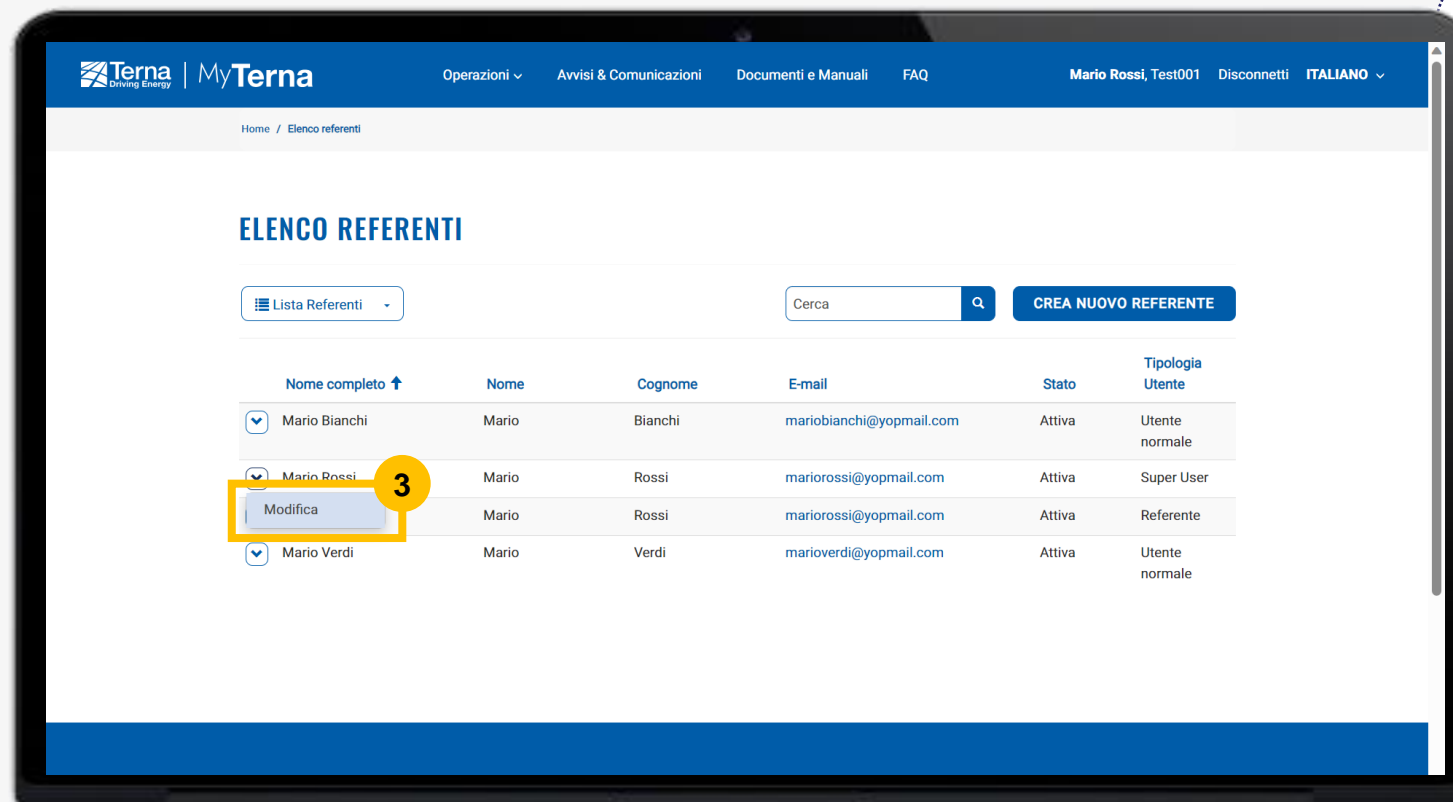 Terna Driving Energy | MyTerna Operazioni Avvisi & Comunicazioni Documenti e Manuali FAQ Mario Rossi, Test001 Disconnetti ITALIANO
Home / Elenco referenti
ELENCO REFERENTI
Lista Referenti Cerca CREA NUOVO REFERENTE
Nome completo Nome Cognome E-mail Stato Tipologia
Utente
Mario Bianchi Mario Bianchi mariobianchi@yopmail.com Attiva Utente
normale
Mario Rossi Mario Rossi mariorossi@yopmail.com Attiva Super User
3
Modifica Mario Rossi mariorossi@yopmail.com Attiva Referente
Mario Verdi Mario Verdi marioverdi@yopmail.com Attiva Utente
normale